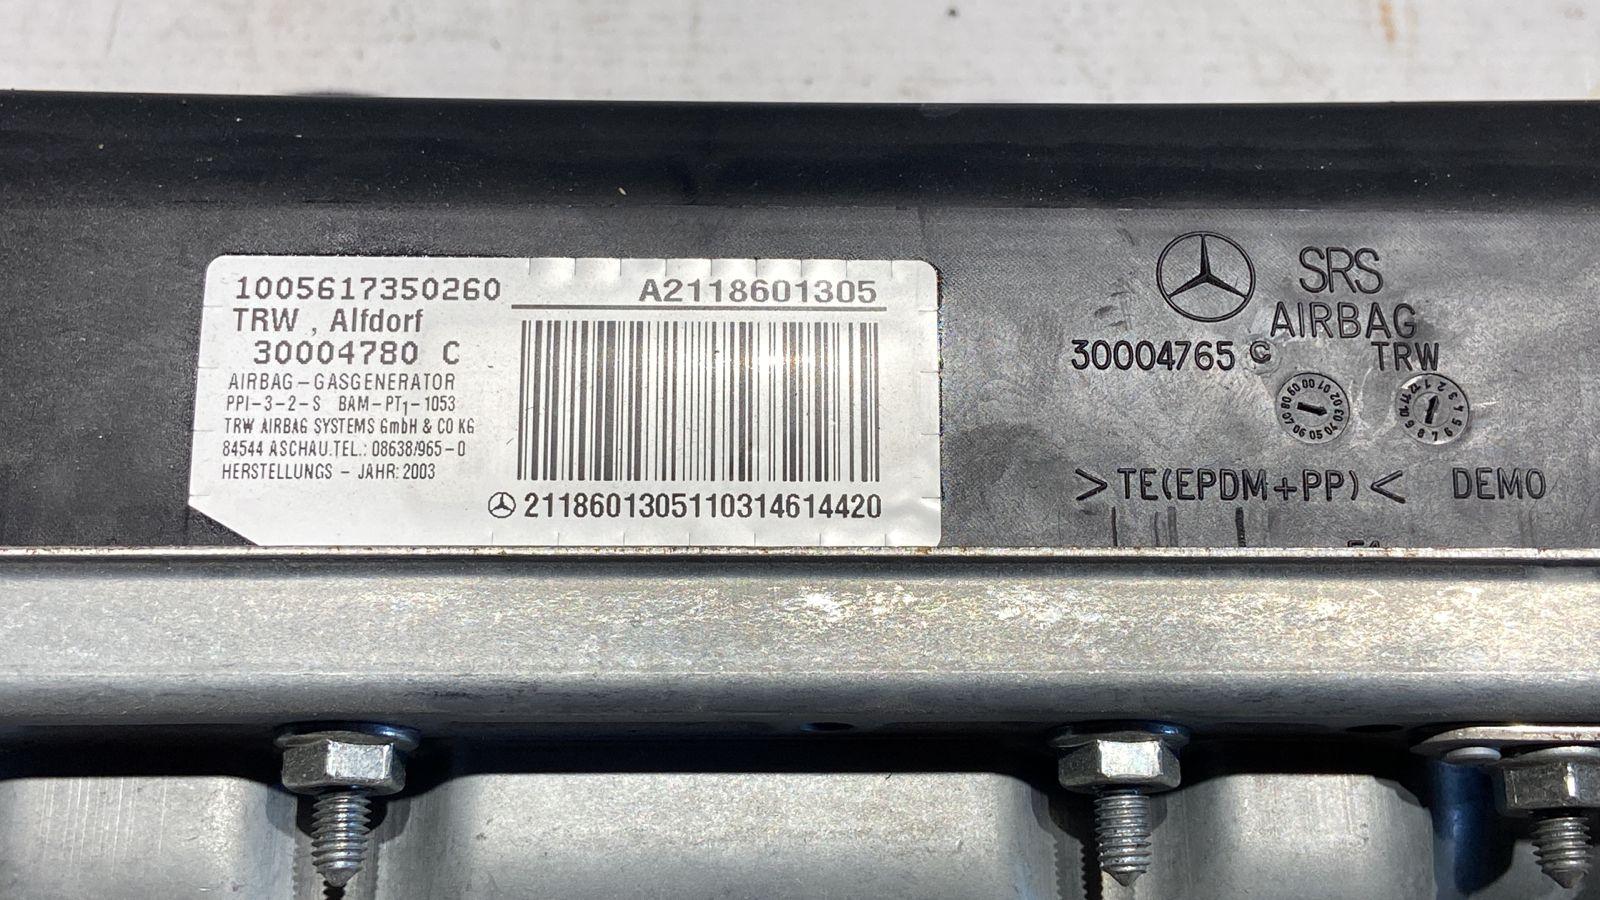 1005617350260
A2118601305
TRW , Alfdorf
30004780 C
AIRBAG-GASGENERATOR
PPI-3-2-S BAM-PT1-1053
TRW AIRBAG SYSTEMS GmbH & CO KG
84544 ASCHAU.TEL.: 08638/965-0
HERSTELLUNGS - JAHR: 2003
2118601305110314614420
SRS
AIRBAG
30004765 C TRW
>TE(EPDM+PP)< DEMO